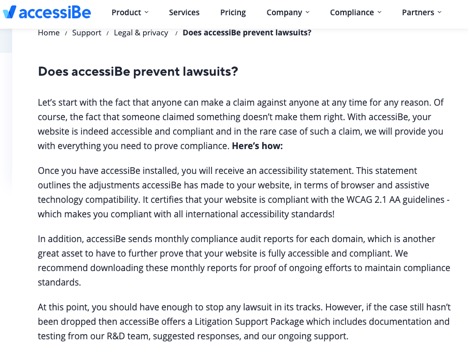 accessiBe Product Services Pricing Company Compliance Partners
Home / Support / Legal & privacy / Does accessiBe prevent lawsuits?
Does accessiBe prevent lawsuits?
Let's start with the fact that anyone can make a claim against anyone at any time for any reason. Of
course, the fact that someone claimed something doesn't make them right. With accessiBe, your
website is indeed accessible and compliant and in the rare case of such a claim, we will provide you
with everything you need to prove compliance. Here's how:
Once you have accessiBe installed, you will receive an accessibility statement. This statement
outlines the adjustments accessiBe has made to your website, in terms of browser and assistive
technology compatibility. It certifies that your website is compliant with the WCAG 2.1 AA guidelines -
which makes you compliant with all international accessibility standards!
In addition, accessiBe sends monthly compliance audit reports for each domain, which is another
great asset to have to further prove that your website is fully accessible and compliant. We
recommend downloading these monthly reports for proof of ongoing efforts to maintain compliance
standards.
At this point, you should have enough to stop any lawsuit in its tracks. However, if the case still hasn't
been dropped then accessiBe offers a Litigation Support Package which includes documentation and
testing from our R&D team, suggested responses, and our ongoing support.